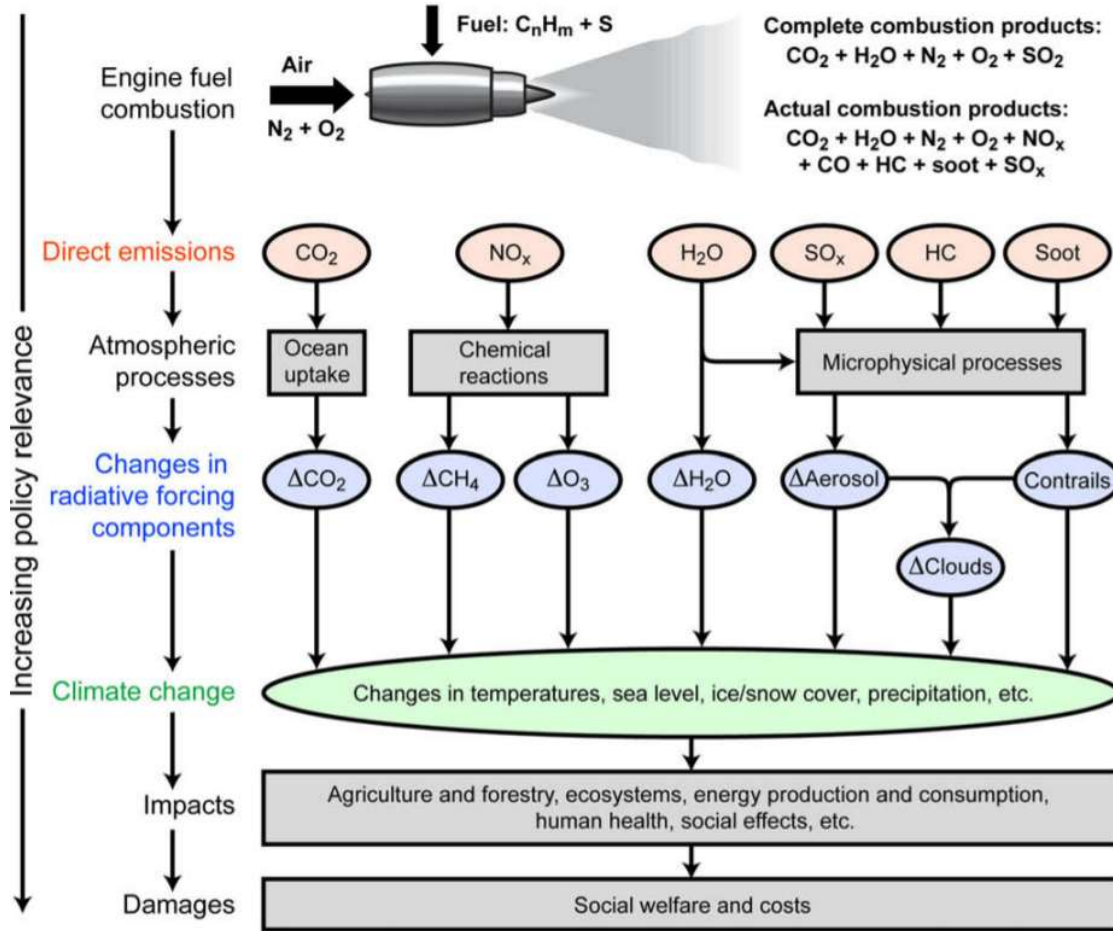 Fuel: CₙHₘ + S
Air
N₂ + O₂
Complete combustion products:
CO₂ + H₂O + N₂ + O₂ + SO₂
Actual combustion products:
CO₂ + H₂O + N₂ + O₂ + NOₓ
+ CO + HC + soot + SOₓ
Increasing policy relevance
Engine fuel
combustion
Direct emissions
CO₂
NOₓ
H₂O
SOₓ
HC
Soot
Atmospheric
processes
Ocean
uptake
Chemical
reactions
Microphysical processes
Changes in
radiative forcing
components
ΔCO₂
ΔCH₄
ΔO₃
ΔH₂O
ΔAerosol
Contrails
ΔClouds
Climate change
Changes in temperatures, sea level, ice/snow cover, precipitation, etc.
Impacts
Agriculture and forestry, ecosystems, energy production and consumption,
human health, social effects, etc.
Damages
Social welfare and costs